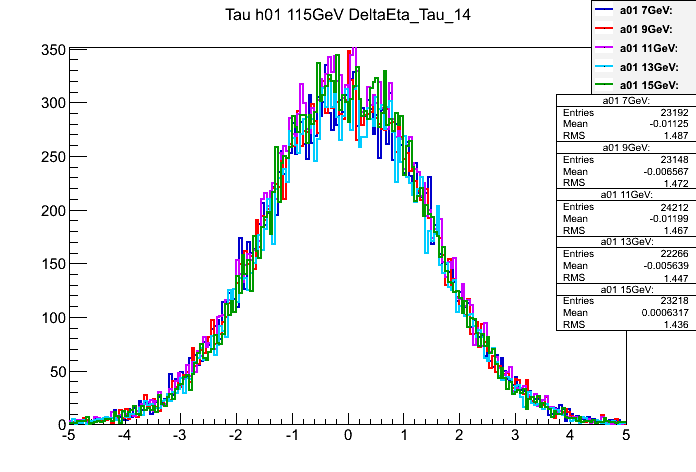 Tau h01 115GeV DeltaEta_Tau_14
a01 7GeV:
a01 9GeV:
a01 11GeV:
a01 13GeV:
a01 15GeV:
a01 7GeV:
Entries 23192
Mean -0.01125
RMS 1.487
a01 9GeV:
Entries 23148
Mean -0.006567
RMS 1.472
a01 11GeV:
Entries 24212
Mean -0.01199
RMS 1.467
a01 13GeV:
Entries 22266
Mean -0.005639
RMS 1.447
a01 15GeV:
Entries 23218
Mean 0.0006317
RMS 1.436
350
300
250
200
150
100
50
0
-5 -4 -3 -2 -1 0 1 2 3 4 5